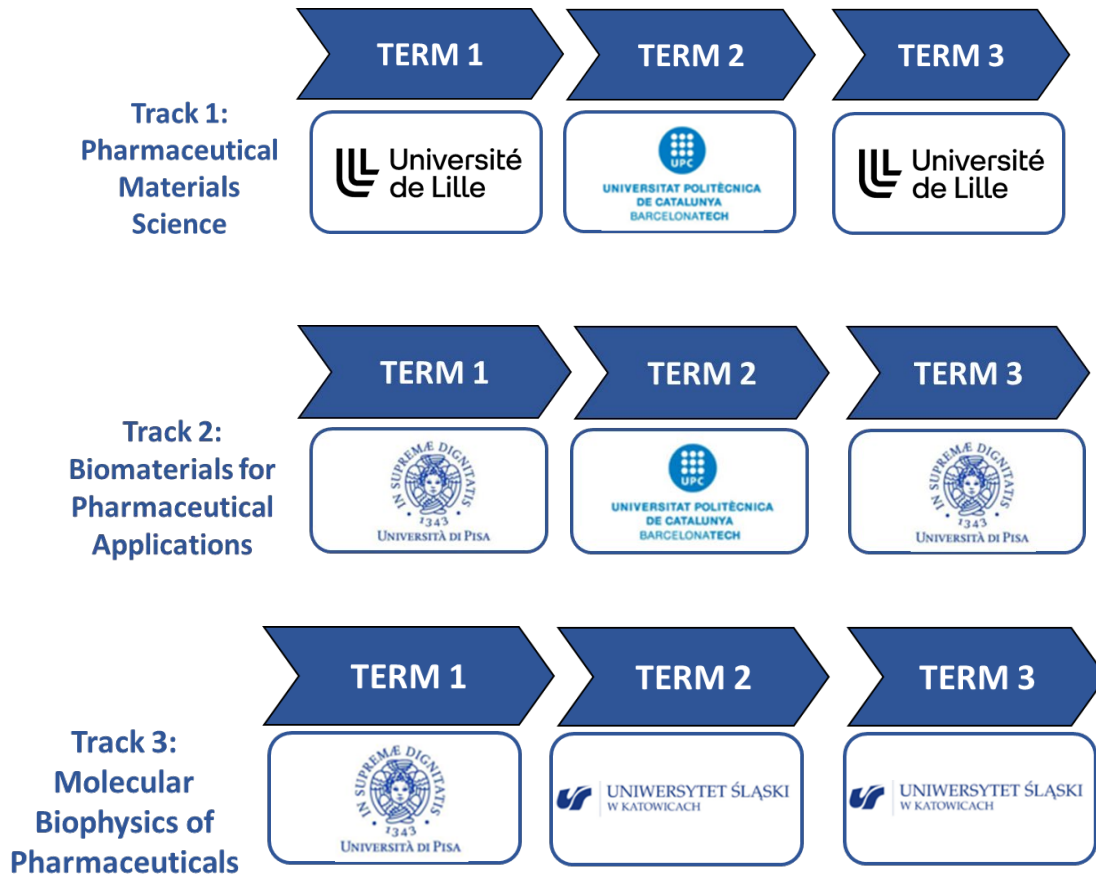 TERM 1
TERM 2
TERM 3
Track 1:
Pharmaceutical
Materials
Science
Université
de Lille
UPC
UNIVERSITAT POLITÈCNICA
DE CATALUNYA
BARCELONATECH
Université
de Lille
TERM 1
TERM 2
TERM 3
Track 2:
Biomaterials for
Pharmaceutical
Applications
IN SUPREMÆ DIGNITATIS
1343
UNIVERSITÀ DI PISA
UPC
UNIVERSITAT POLITÈCNICA
DE CATALUNYA
BARCELONATECH
IN SUPREMÆ DIGNITATIS
1343
UNIVERSITÀ DI PISA
TERM 1
TERM 2
TERM 3
Track 3:
Molecular
Biophysics of
Pharmaceuticals
IN SUPREMÆ DIGNITATIS
1343
UNIVERSITÀ DI PISA
UNIWERSYTET ŚLĄSKI
W KATOWICACH
UNIWERSYTET ŚLĄSKI
W KATOWICACH